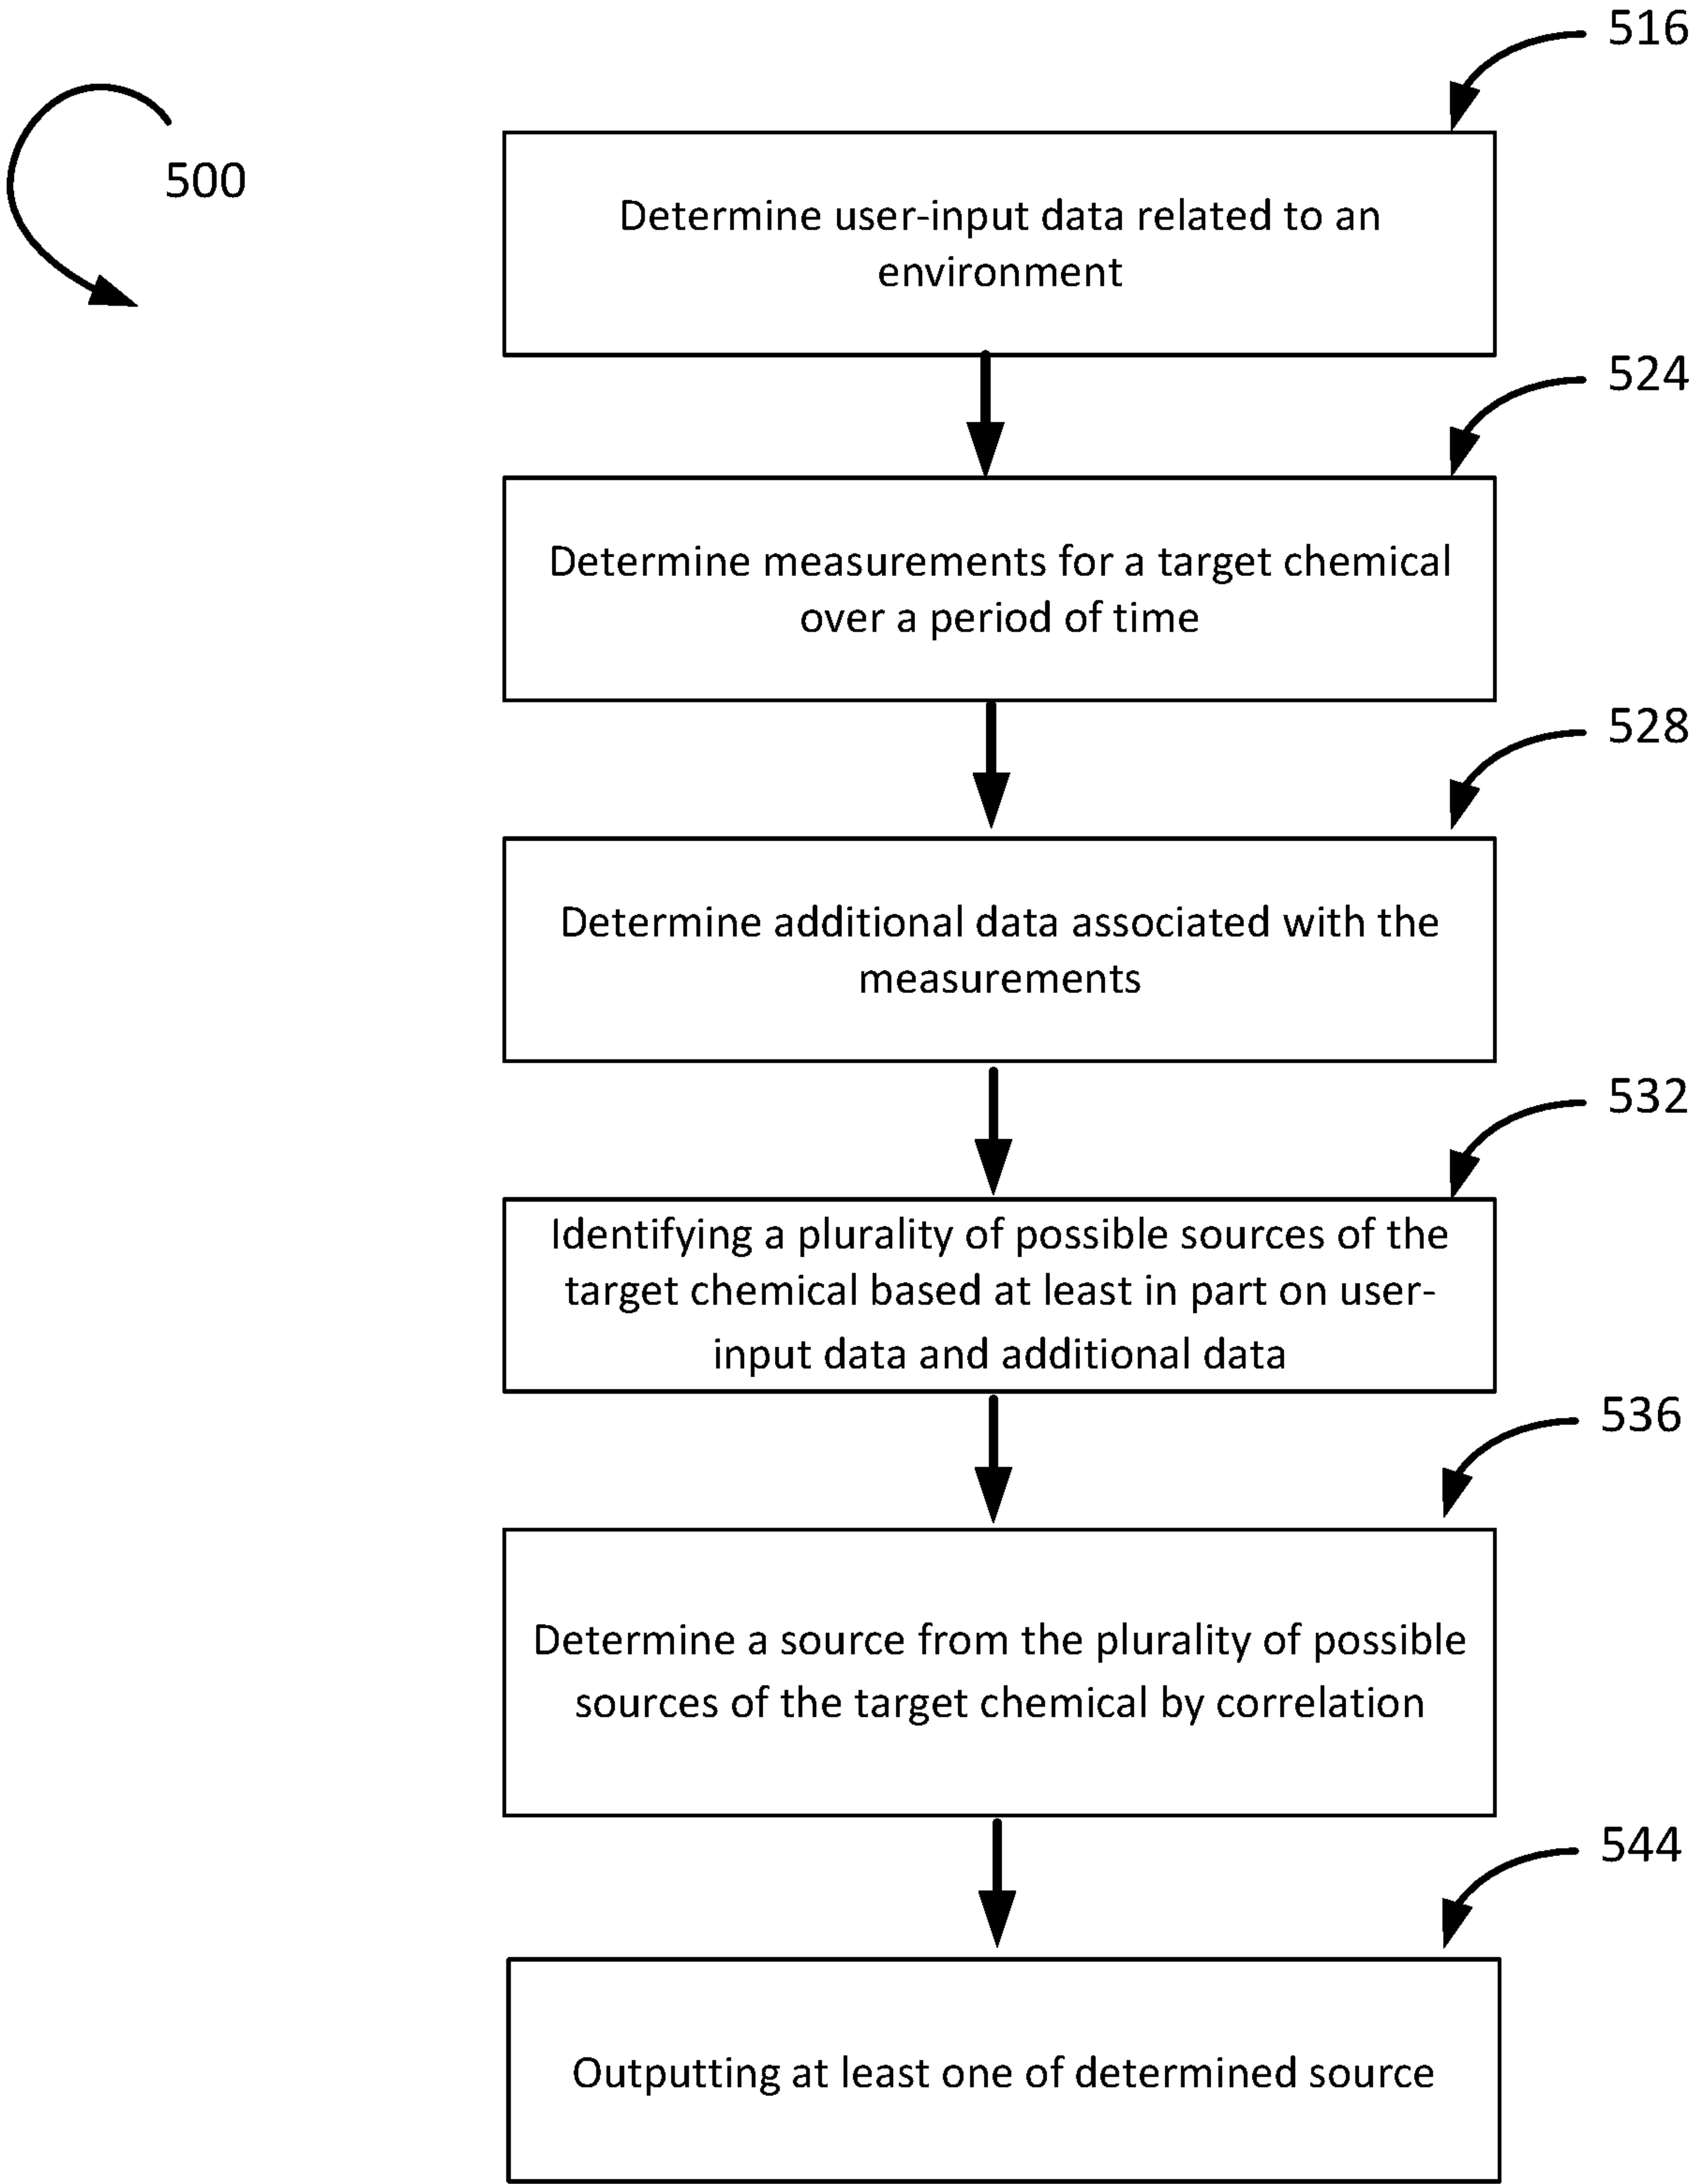 516
500
Determine user-input data related to an
environment
524
Determine measurements for a target chemical
over a period of time
528
Determine additional data associated with the
measurements
532
Identifying a plurality of possible sources of the
target chemical based at least in part on user-
input data and additional data
536
Determine a source from the plurality of possible
sources of the target chemical by correlation
544
Outputting at least one of determined source